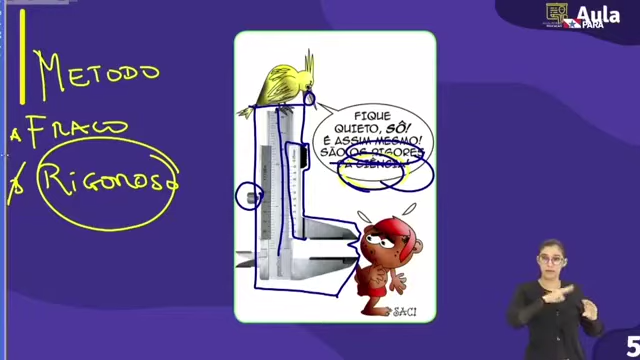 METODO
A FRACO
RIGOROSO
Aula
PARÁ
FIQUE
QUIETO, SÔ!
É ASSIM MESMO!
SÃO OS RIGORES
DA CIÊNCIA!
SACI
5